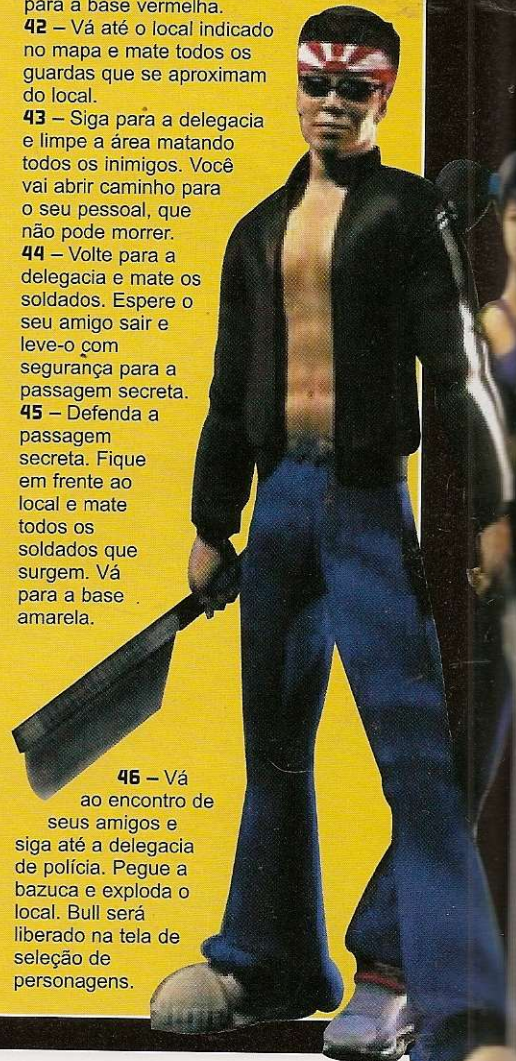 para a base vermelha.
42 – Vá até o local indicado
no mapa e mate todos os
guardas que se aproximam
do local.
43 – Siga para a delegacia
e limpe a área matando
todos os inimigos. Você
vai abrir caminho para
o seu pessoal, que
não pode morrer.
44 – Volte para a
delegacia e mate os
soldados. Espere o
seu amigo sair e
leve-o com
segurança para a
passagem secreta.
45 – Defenda a
passagem
secreta. Fique
em frente ao
local e mate
todos os
soldados que
surgem. Vá
para a base
amarela.
46 – Vá
ao encontro de
seus amigos e
siga até a delegacia
de polícia. Pegue a
bazuca e exploda o
local. Bull será
liberado na tela de
seleção de
personagens.